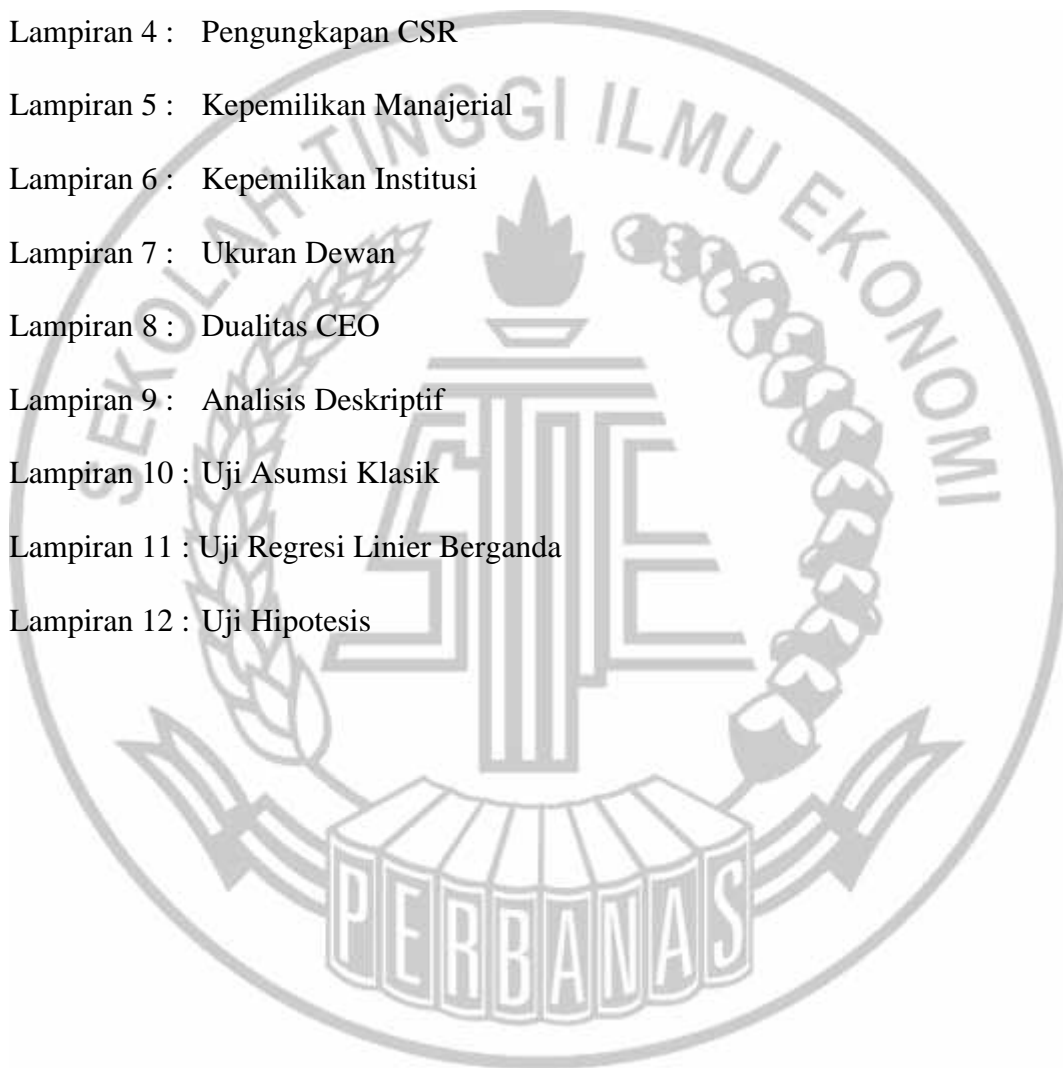 Lampiran 4 : Pengungkapan CSR
Lampiran 5 : Kepemilikan Manajerial
Lampiran 6 : Kepemilikan Institusi
Lampiran 7 : Ukuran Dewan
Lampiran 8 : Dualitas CEO
Lampiran 9 : Analisis Deskriptif
Lampiran 10 : Uji Asumsi Klasik
Lampiran 11 : Uji Regresi Linier Berganda
Lampiran 12 : Uji Hipotesis
SEKOLAH TINGGI ILMU EKONOMI
STIE
PERBANAS